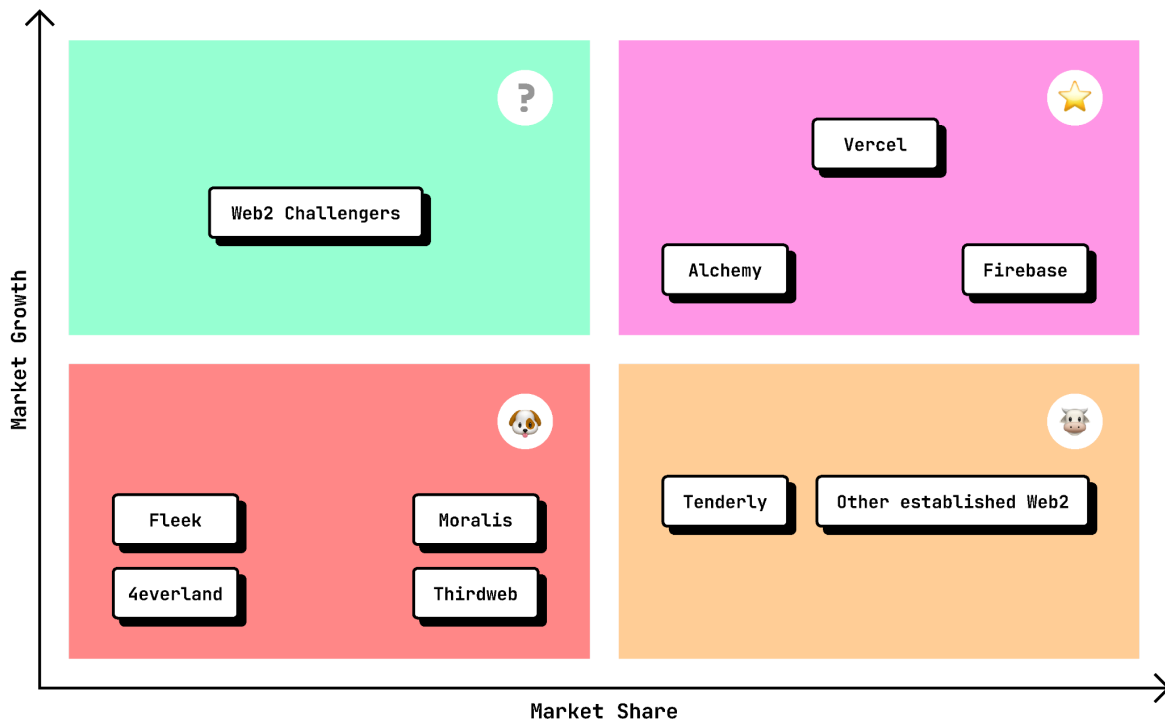 ?
Vercel
Web2 Challengers
Alchemy
Firebase
Market Growth
Tenderly
Other established Web2
Fleek
Moralis
4everland
Thirdweb
Market Share